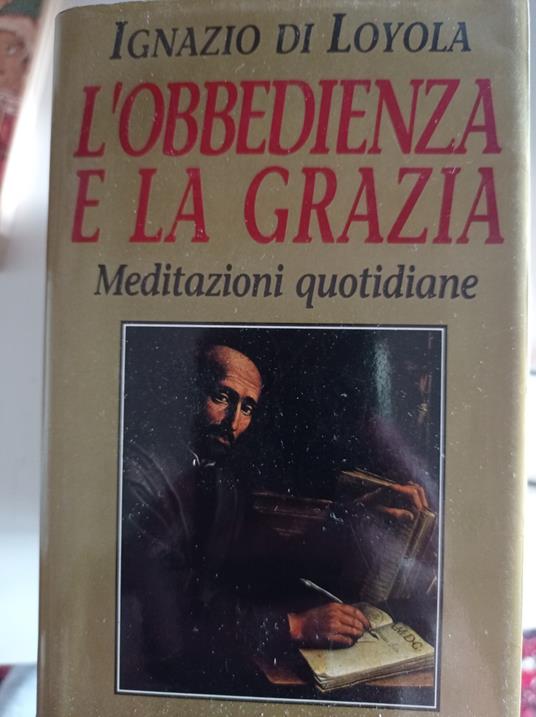 IGNAZIO DI LOYOLA
L'OBBEDIENZA
E LA GRAZIA
Meditazioni quotidiane